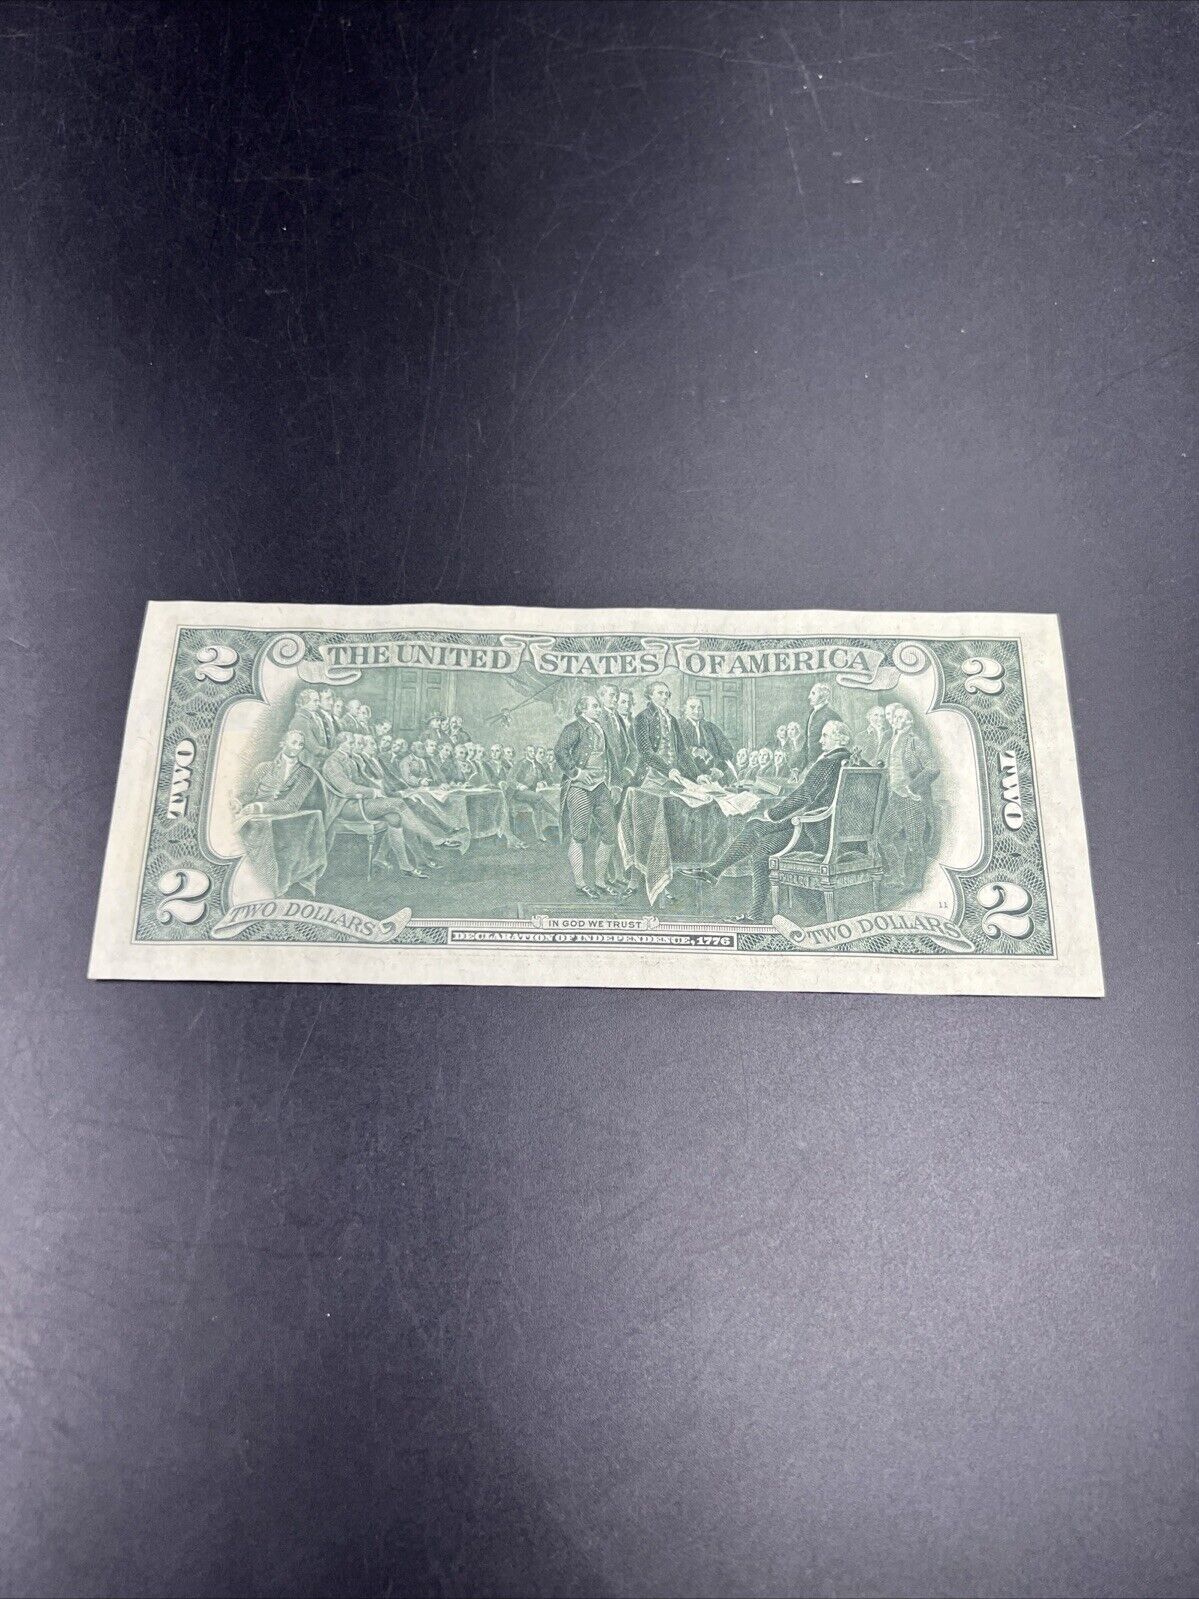 2 THE UNITED STATES OF AMERICA 2
TWO TWO
2 2
11
TWO DOLLARS IN GOD WE TRUST TWO DOLLARS
DECLARATION OF INDEPENDENCE, 1776